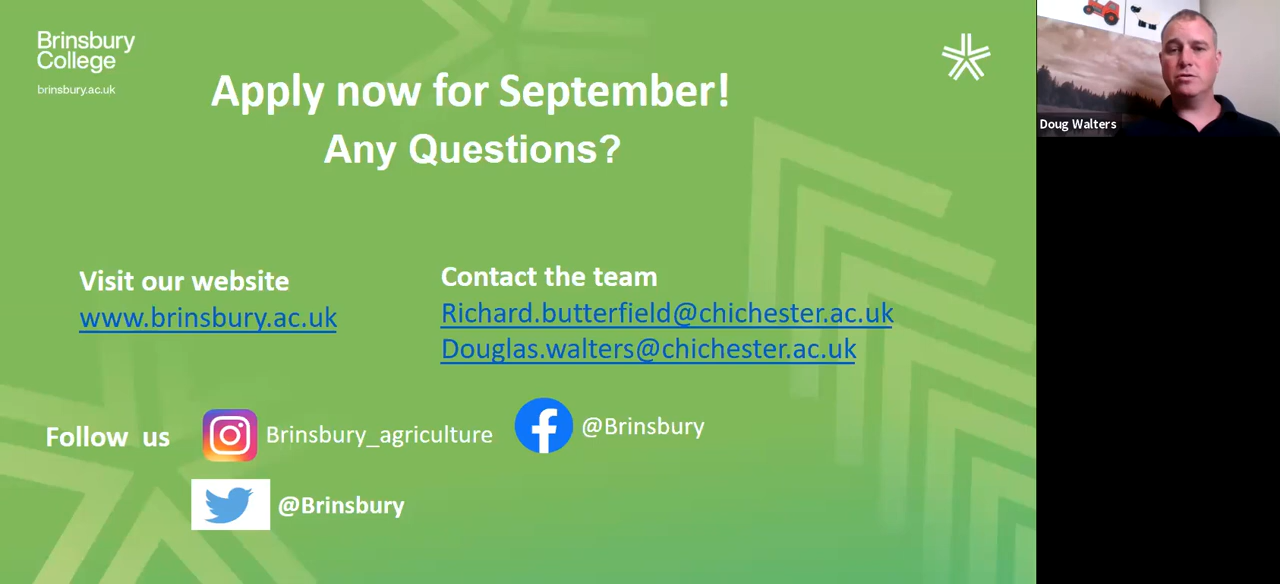 Brinsbury
College
brinsbury.ac.uk
Apply now for September!
Any Questions?
Doug Walters
Visit our website
www.brinsbury.ac.uk
Contact the team
Richard.butterfield@chichester.ac.uk
Douglas.walters@chichester.ac.uk
Follow us
Brinsbury_agriculture
@Brinsbury
@Brinsbury